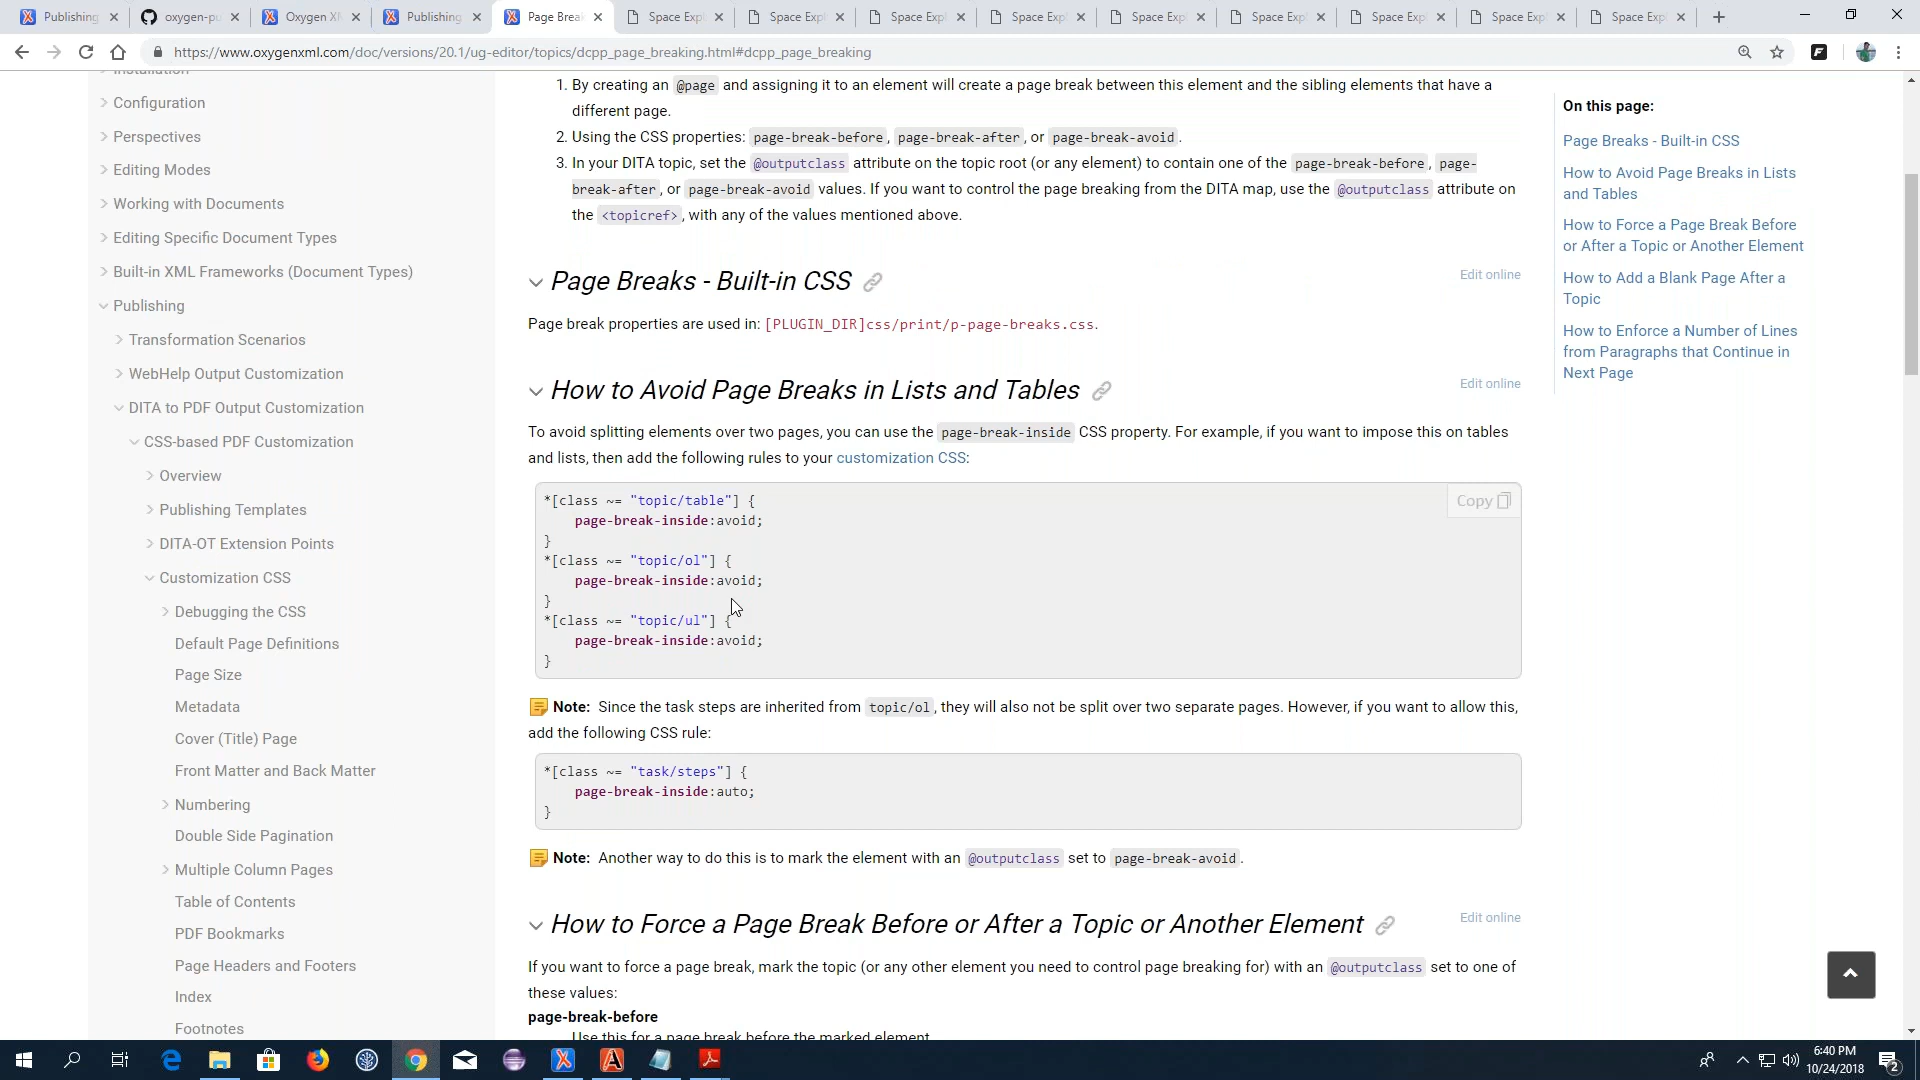 Publishing
oxygen-pu
Oxygen X
Publishing
Page Brea
Space Exp
Space Exp
Space Exp
Space Exp
Space Exp
Space Exp
Space Exp
Space Exp
Space Exp
https://www.oxygenxml.com/doc/versions/20.1/ug-editor/topics/dcpp_page_breaking.html#dcpp_page_breaking
Installation
Configuration
Perspectives
Editing Modes
Working with Documents
Editing Specific Document Types
Built-in XML Frameworks (Document Types)
Publishing
Transformation Scenarios
WebHelp Output Customization
DITA to PDF Output Customization
CSS-based PDF Customization
Overview
Publishing Templates
DITA-OT Extension Points
Customization CSS
Debugging the CSS
Default Page Definitions
Page Size
Metadata
Cover (Title) Page
Front Matter and Back Matter
Numbering
Double Side Pagination
Multiple Column Pages
Table of Contents
PDF Bookmarks
Page Headers and Footers
Index
Footnotes
1. By creating an @page and assigning it to an element will create a page break between this element and the sibling elements that have a
different page.
2. Using the CSS properties: page-break-before, page-break-after, or page-break-avoid.
3. In your DITA topic, set the @outputclass attribute on the topic root (or any element) to contain one of the page-break-before, page-
break-after, or page-break-avoid values. If you want to control the page breaking from the DITA map, use the @outputclass attribute on
the <topicref>, with any of the values mentioned above.
Page Breaks - Built-in CSS
Edit online
Page break properties are used in: [PLUGIN_DIR]css/print/p-page-breaks.css.
How to Avoid Page Breaks in Lists and Tables
Edit online
To avoid splitting elements over two pages, you can use the page-break-inside CSS property. For example, if you want to impose this on tables
and lists, then add the following rules to your customization CSS:
Copy
*[class ~= "topic/table"] {
page-break-inside:avoid;
}
*[class ~= "topic/ol"] {
page-break-inside:avoid;
}
*[class ~= "topic/ul"] {
page-break-inside:avoid;
}
Note: Since the task steps are inherited from topic/ol, they will also not be split over two separate pages. However, if you want to allow this,
add the following CSS rule:
*[class ~= "task/steps"] {
page-break-inside:auto;
}
Note: Another way to do this is to mark the element with an @outputclass set to page-break-avoid.
How to Force a Page Break Before or After a Topic or Another Element
Edit online
If you want to force a page break, mark the topic (or any other element you need to control page breaking for) with an @outputclass set to one of
these values:
page-break-before
Use this for a page break before the marked element
On this page:
Page Breaks - Built-in CSS
How to Avoid Page Breaks in Lists
and Tables
How to Force a Page Break Before
or After a Topic or Another Element
How to Add a Blank Page After a
Topic
How to Enforce a Number of Lines
from Paragraphs that Continue in
Next Page
6:40 PM
10/24/2018
2